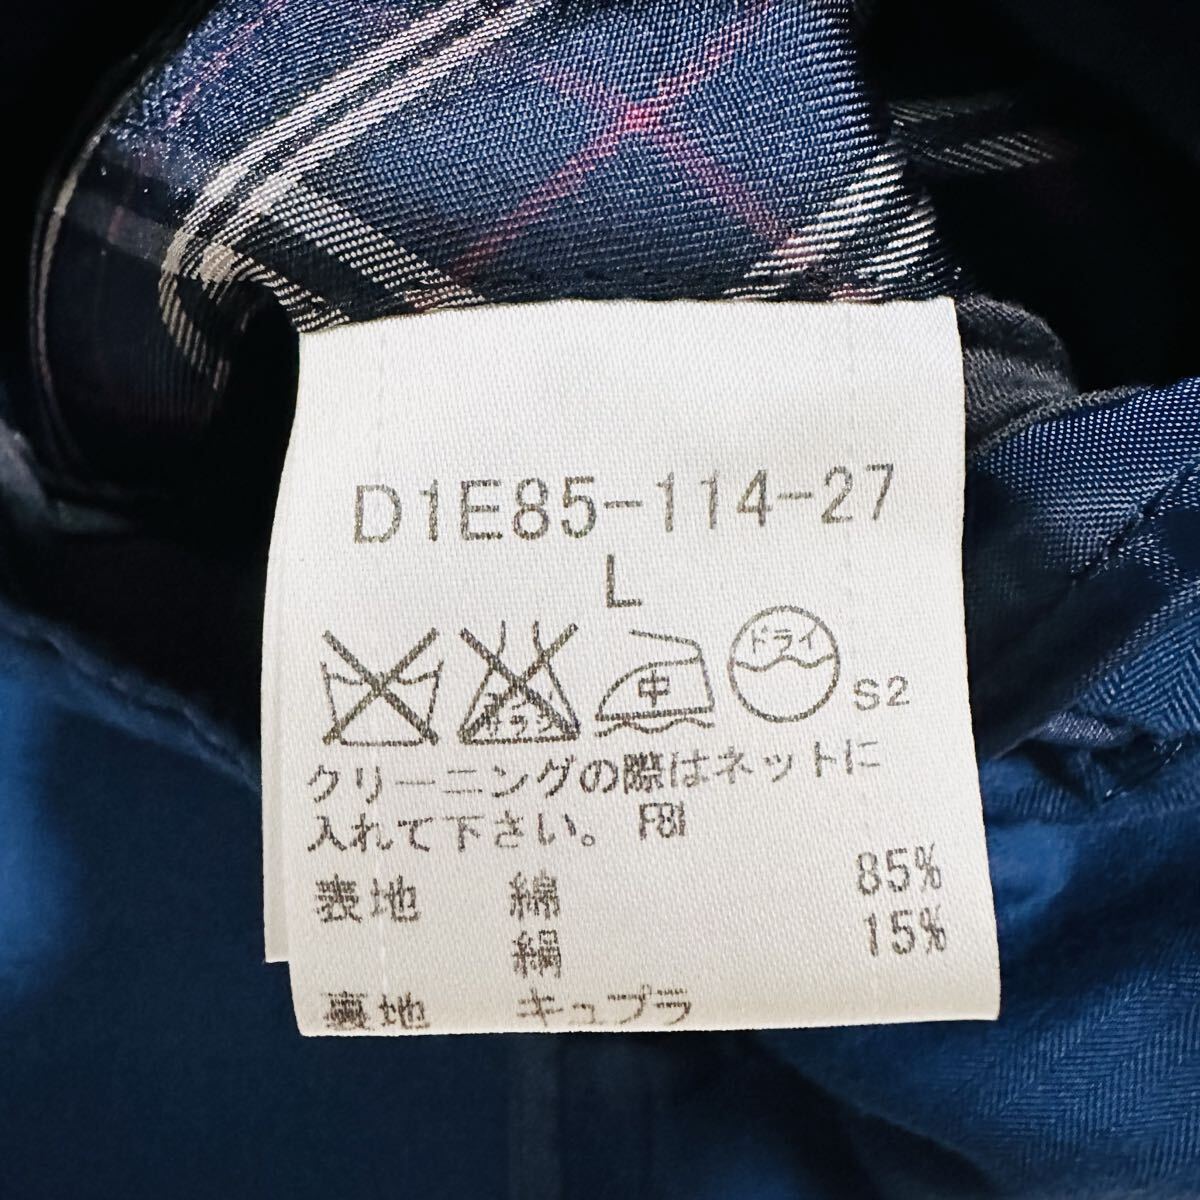 D1E85-114-27
L
中 ドライ S2
クリーニングの際はネットに
入れて下さい。 F81
表地 綿 85%
絹 15%
裏地 キュプラ